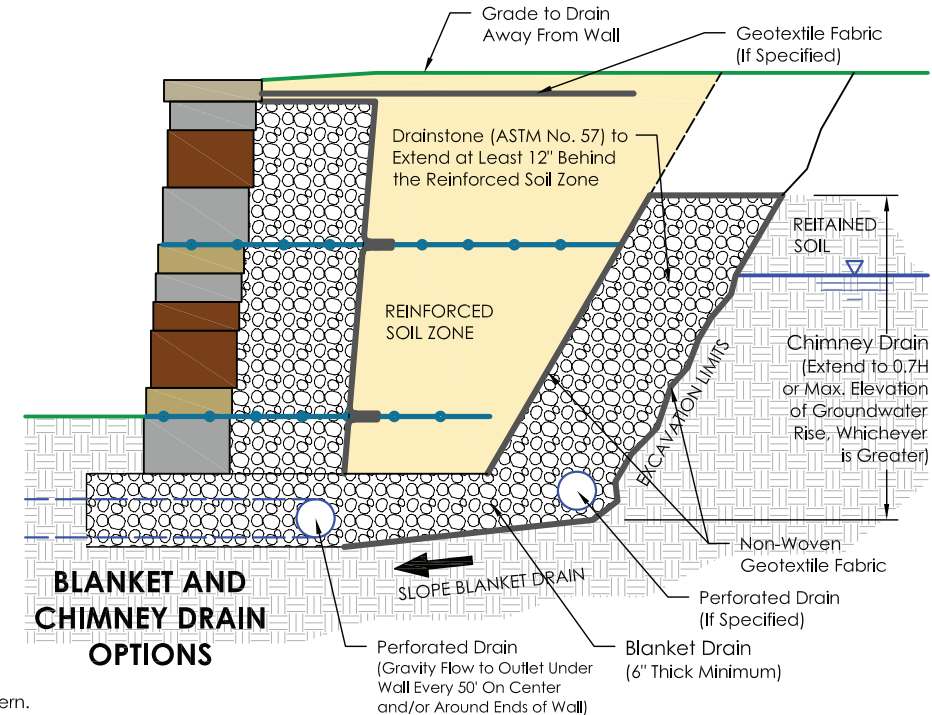 Grade to Drain
Away From Wall
Geotextile Fabric
(If Specified)
Drainstone (ASTM No. 57) to
Extend at Least 12" Behind
the Reinforced Soil Zone
REITAINED
SOIL
REINFORCED
SOIL ZONE
Chimney Drain
(Extend to 0.7H
or Max. Elevation
of Groundwater
Rise, Whichever
is Greater)
EXCAVATION LIMITS
Non-Woven
Geotextile Fabric
SLOPE BLANKET DRAIN
BLANKET AND
CHIMNEY DRAIN
OPTIONS
Perforated Drain
(If Specified)
Perforated Drain
(Gravity Flow to Outlet Under
Wall Every 50' On Center
and/or Around Ends of Wall)
Blanket Drain
(6" Thick Minimum)
ern.